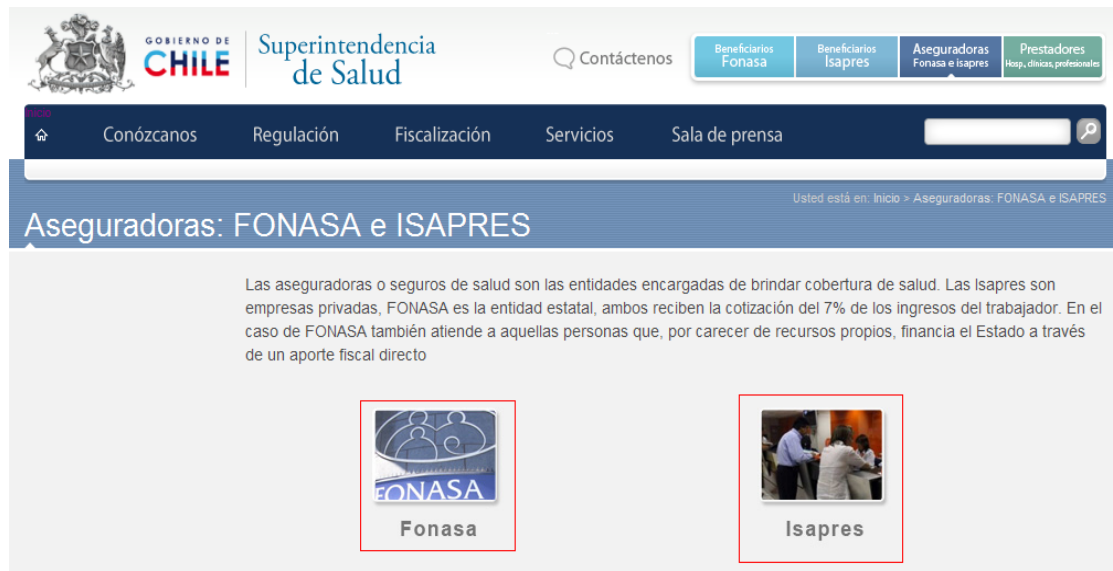 GOBIERNO DE
CHILE
Superintendencia
de Salud
Contáctenos
Beneficiarios
Fonasa
Beneficiarios
Isapres
Aseguradoras
Fonasa e isapres
Prestadores
Hosp., clínicas, profesionales
Inicio
Conózcanos
Regulación
Fiscalización
Servicios
Sala de prensa
Usted está en: Inicio > Aseguradoras: FONASA e ISAPRES
Aseguradoras: FONASA e ISAPRES
Las aseguradoras o seguros de salud son las entidades encargadas de brindar cobertura de salud. Las Isapres son
empresas privadas, FONASA es la entidad estatal, ambos reciben la cotización del 7% de los ingresos del trabajador. En el
caso de FONASA también atiende a aquellas personas que, por carecer de recursos propios, financia el Estado a través
de un aporte fiscal directo
FONASA
Fonasa
Isapres